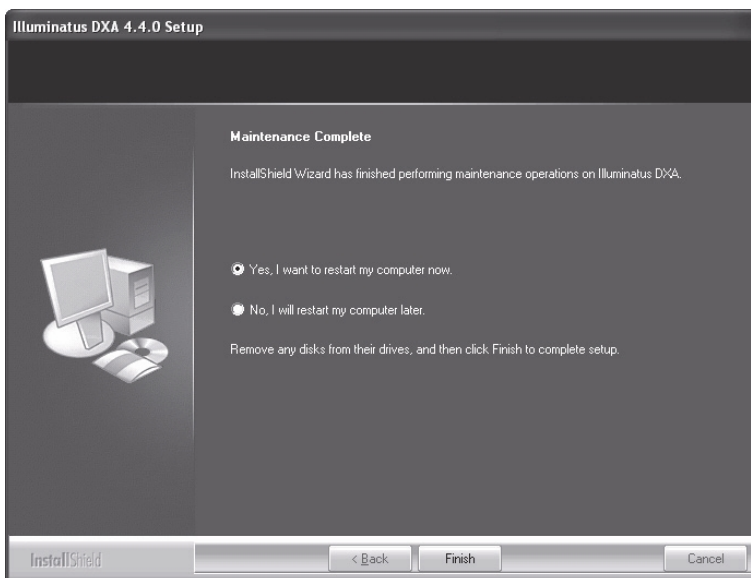 Illuminatus DXA 4.4.0 Setup
Maintenance Complete
InstallShield Wizard has finished performing maintenance operations on Illuminatus DXA.
Yes, I want to restart my computer now.
No, I will restart my computer later.
Remove any disks from their drives, and then click Finish to complete setup.
InstallShield
< Back
Finish
Cancel